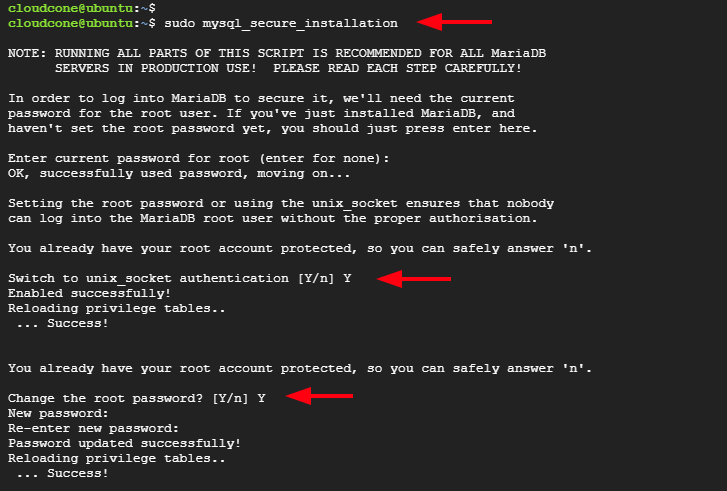 cloudcone@ubuntu:~$
cloudcone@ubuntu:~$ sudo mysql_secure_installation
NOTE: RUNNING ALL PARTS OF THIS SCRIPT IS RECOMMENDED FOR ALL MariaDB
SERVERS IN PRODUCTION USE!  PLEASE READ EACH STEP CAREFULLY!
In order to log into MariaDB to secure it, we'll need the current
password for the root user. If you've just installed MariaDB, and
haven't set the root password yet, you should just press enter here.
Enter current password for root (enter for none):
OK, successfully used password, moving on...
Setting the root password or using the unix_socket ensures that nobody
can log into the MariaDB root user without the proper authorisation.
You already have your root account protected, so you can safely answer 'n'.
Switch to unix_socket authentication [Y/n] Y
Enabled successfully!
Reloading privilege tables..
... Success!
You already have your root account protected, so you can safely answer 'n'.
Change the root password? [Y/n] Y
New password:
Re-enter new password:
Password updated successfully!
Reloading privilege tables..
... Success!